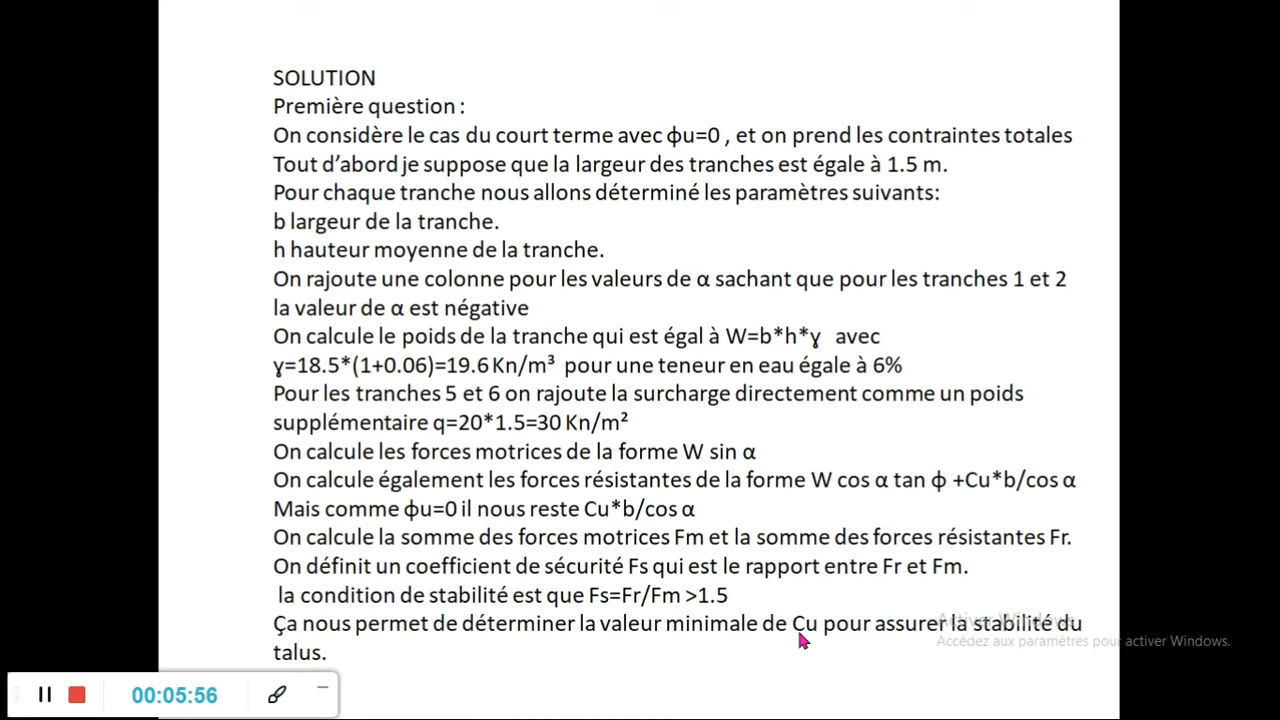 SOLUTION
Première question :
On considère le cas du court terme avec ϕu=0 , et on prend les contraintes totales
Tout d’abord je suppose que la largeur des tranches est égale à 1.5 m.
Pour chaque tranche nous allons déterminé les paramètres suivants:
b largeur de la tranche.
h hauteur moyenne de la tranche.
On rajoute une colonne pour les valeurs de α sachant que pour les tranches 1 et 2
la valeur de α est négative
On calcule le poids de la tranche qui est égal à W=b*h*ɣ avec
ɣ=18.5*(1+0.06)=19.6 Kn/m³ pour une teneur en eau égale à 6%
Pour les tranches 5 et 6 on rajoute la surcharge directement comme un poids
supplémentaire q=20*1.5=30 Kn/m²
On calcule les forces motrices de la forme W sin α
On calcule également les forces résistantes de la forme W cos α tan ϕ +Cu*b/cos α
Mais comme ϕu=0 il nous reste Cu*b/cos α
On calcule la somme des forces motrices Fm et la somme des forces résistantes Fr.
On définit un coefficient de sécurité Fs qui est le rapport entre Fr et Fm.
la condition de stabilité est que Fs=Fr/Fm >1.5
Ça nous permet de déterminer la valeur minimale de Cu pour assurer la stabilité du
talus.
Activer Windows
Accédez aux paramètres pour activer Windows.
00:05:56